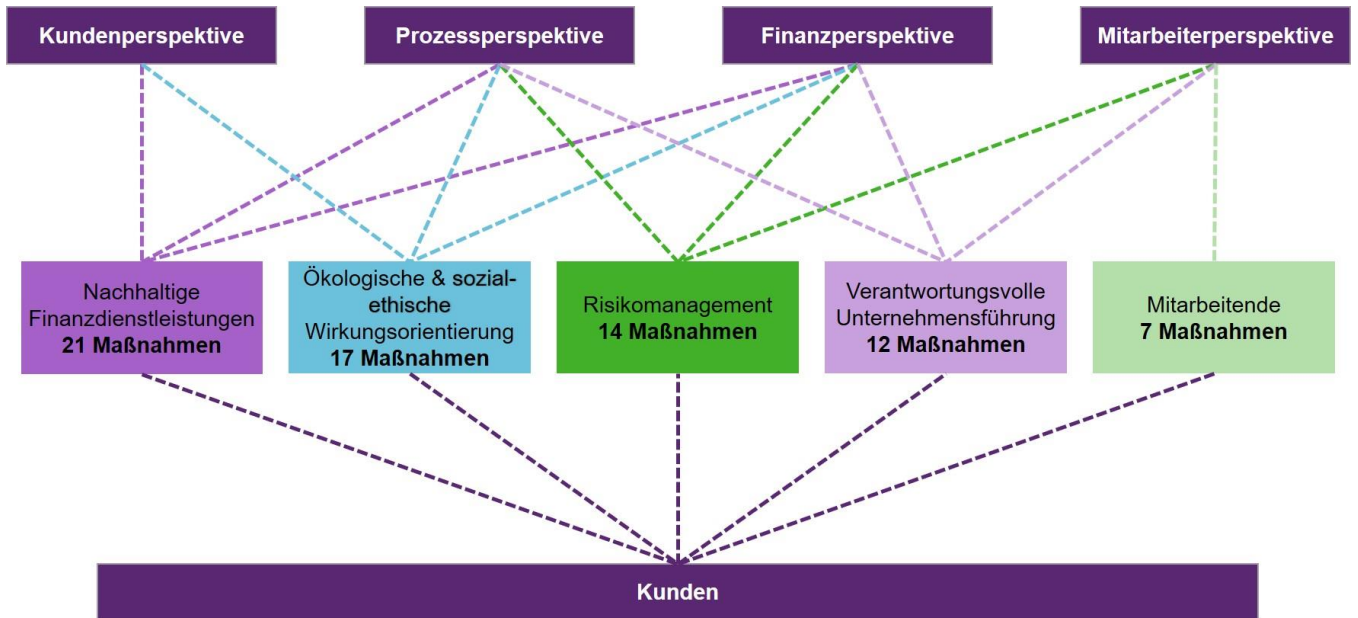 Kundenperspektive
Prozessperspektive
Finanzperspektive
Mitarbeiterperspektive
Nachhaltige
Finanzdienstleistungen
21 Maßnahmen
Ökologische & sozial-
ethische
Wirkungsorientierung
17 Maßnahmen
Risikomanagement
14 Maßnahmen
Verantwortungsvolle
Unternehmensführung
12 Maßnahmen
Mitarbeitende
7 Maßnahmen
Kunden